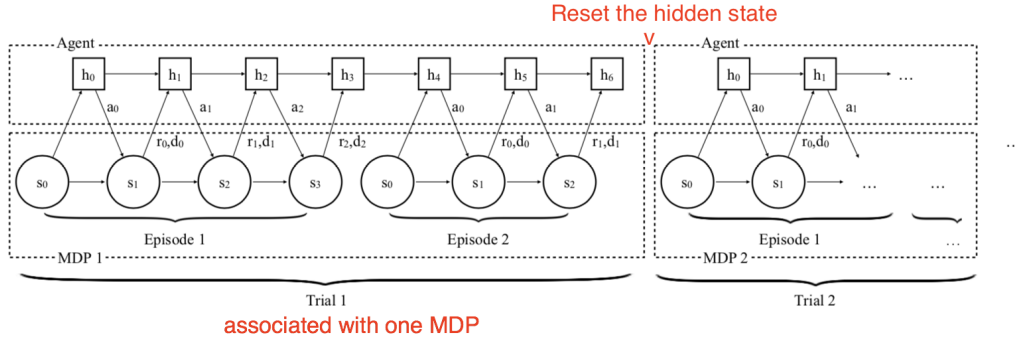 Reset the hidden state
v
Agent
Agent
h0 h1 h2 h3 h4 h5 h6 h0 h1 ...
a0 a1 a2 a0 a1 a0 a1
r0,d0 r1,d1 r2,d2 r0,d0 r1,d1 r0,d0
..
s0 s1 s2 s3 s0 s1 s2 s0 s1 ... ...
Episode 1 Episode 2 Episode 1 ...
MDP 1 MDP 2
Trial 1 Trial 2
associated with one MDP